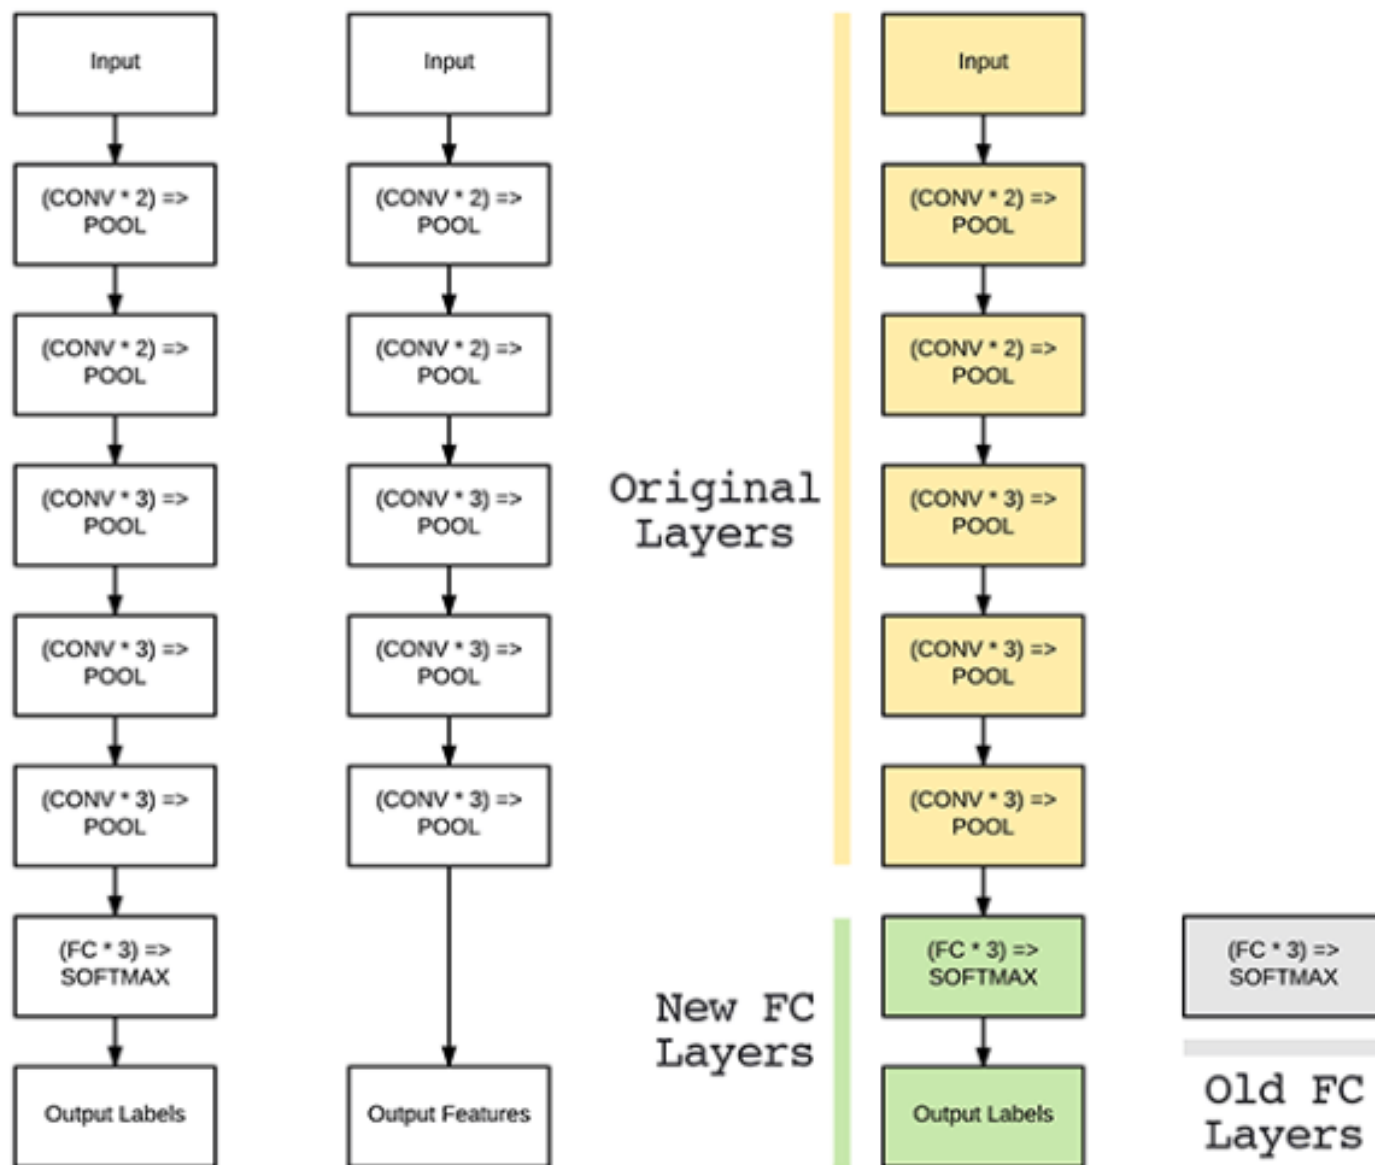 Input
(CONV * 2) =>
POOL
(CONV * 2) =>
POOL
(CONV * 3) =>
POOL
(CONV * 3) =>
POOL
(CONV * 3) =>
POOL
(FC * 3) =>
SOFTMAX
Output Labels
Input
(CONV * 2) =>
POOL
(CONV * 2) =>
POOL
(CONV * 3) =>
POOL
(CONV * 3) =>
POOL
(CONV * 3) =>
POOL
Output Features
Original
Layers
New FC
Layers
Input
(CONV * 2) =>
POOL
(CONV * 2) =>
POOL
(CONV * 3) =>
POOL
(CONV * 3) =>
POOL
(CONV * 3) =>
POOL
(FC * 3) =>
SOFTMAX
Output Labels
(FC * 3) =>
SOFTMAX
Old FC
Layers